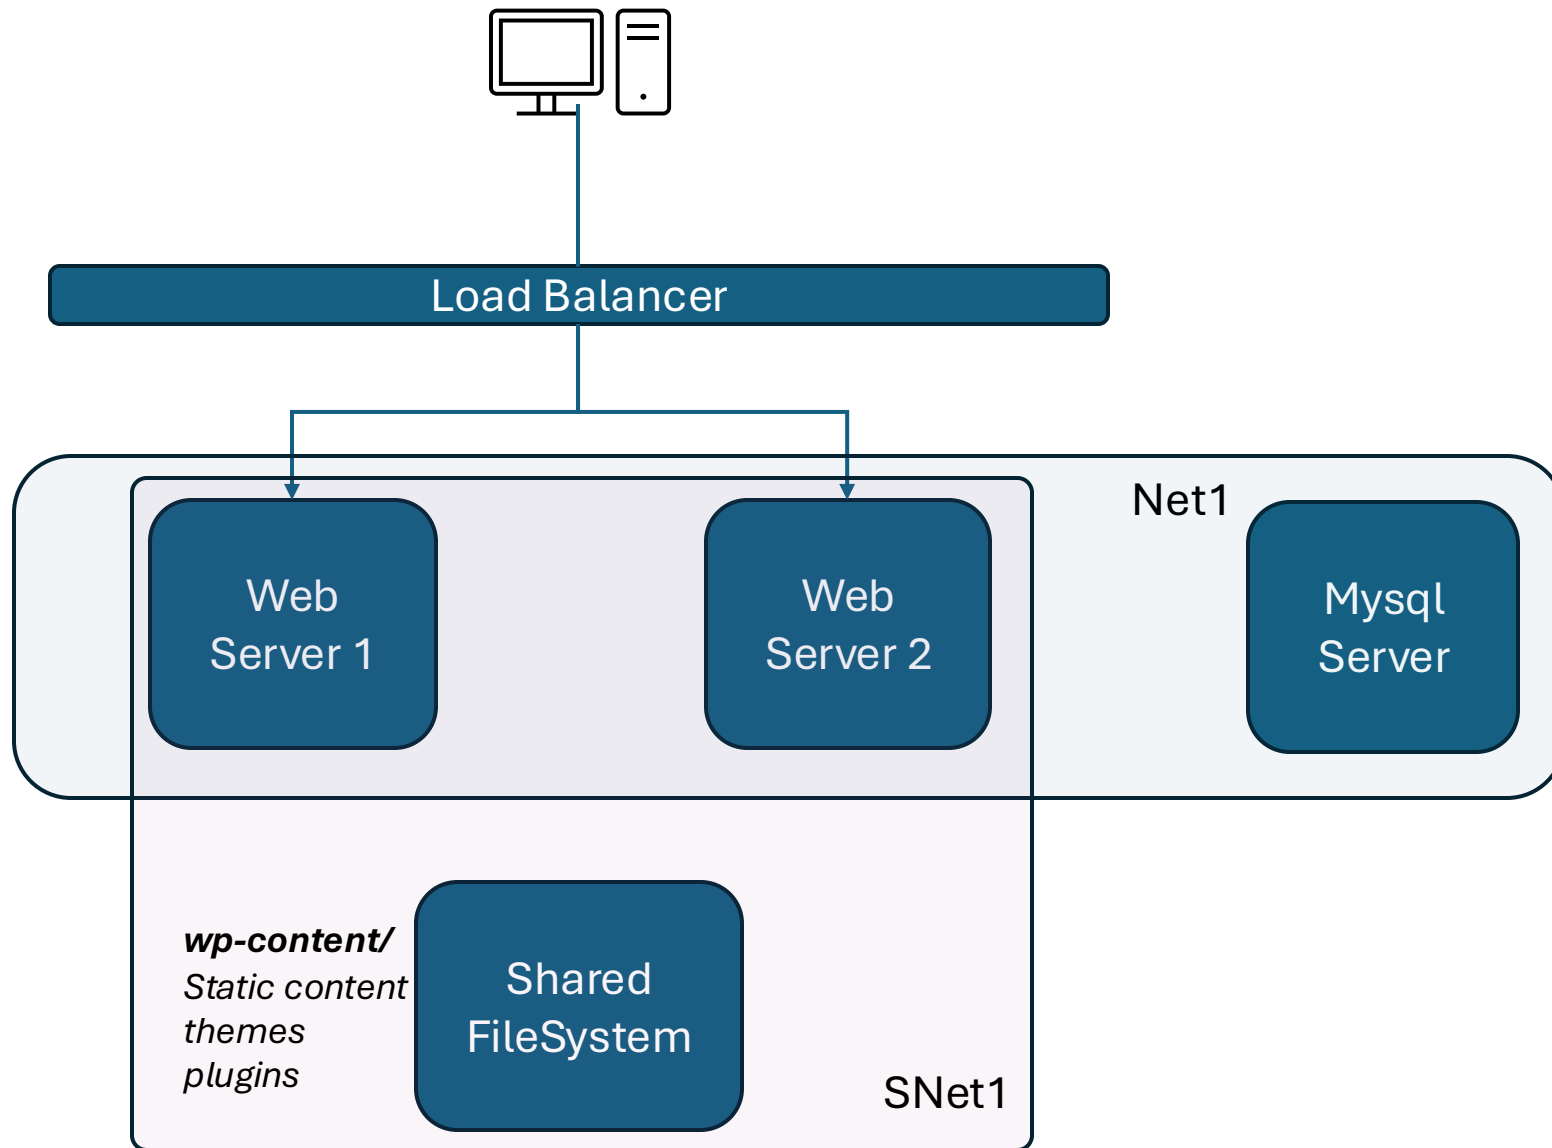 Load Balancer
Net1
Web
Server 1
Web
Server 2
Mysql
Server
wp-content/
Static content
themes
plugins
Shared
FileSystem
SNet1